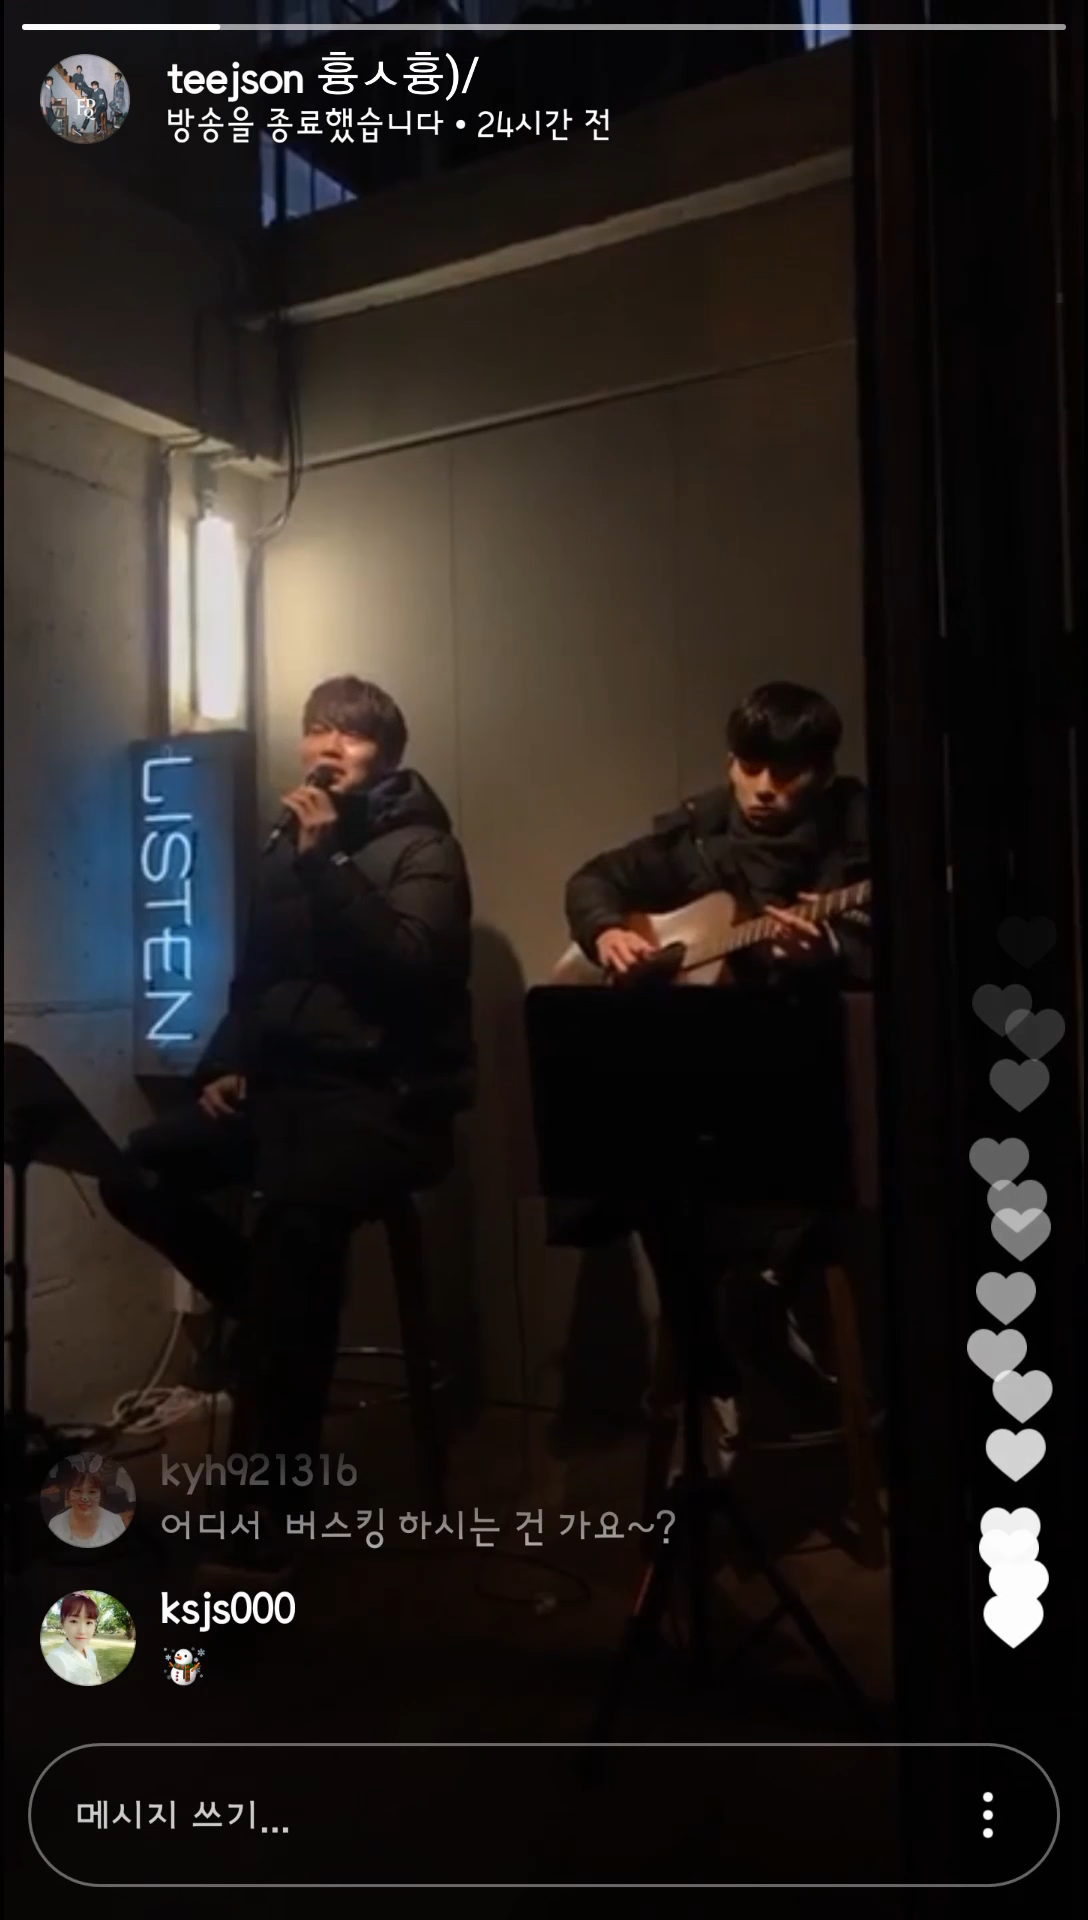 teejson 흉ㅅ흉)/
방송을 종료했습니다 • 24시간 전
LISTEN
kyh921316
어디서 버스킹 하시는 건 가요~?
ksjs000
메시지 쓰기...